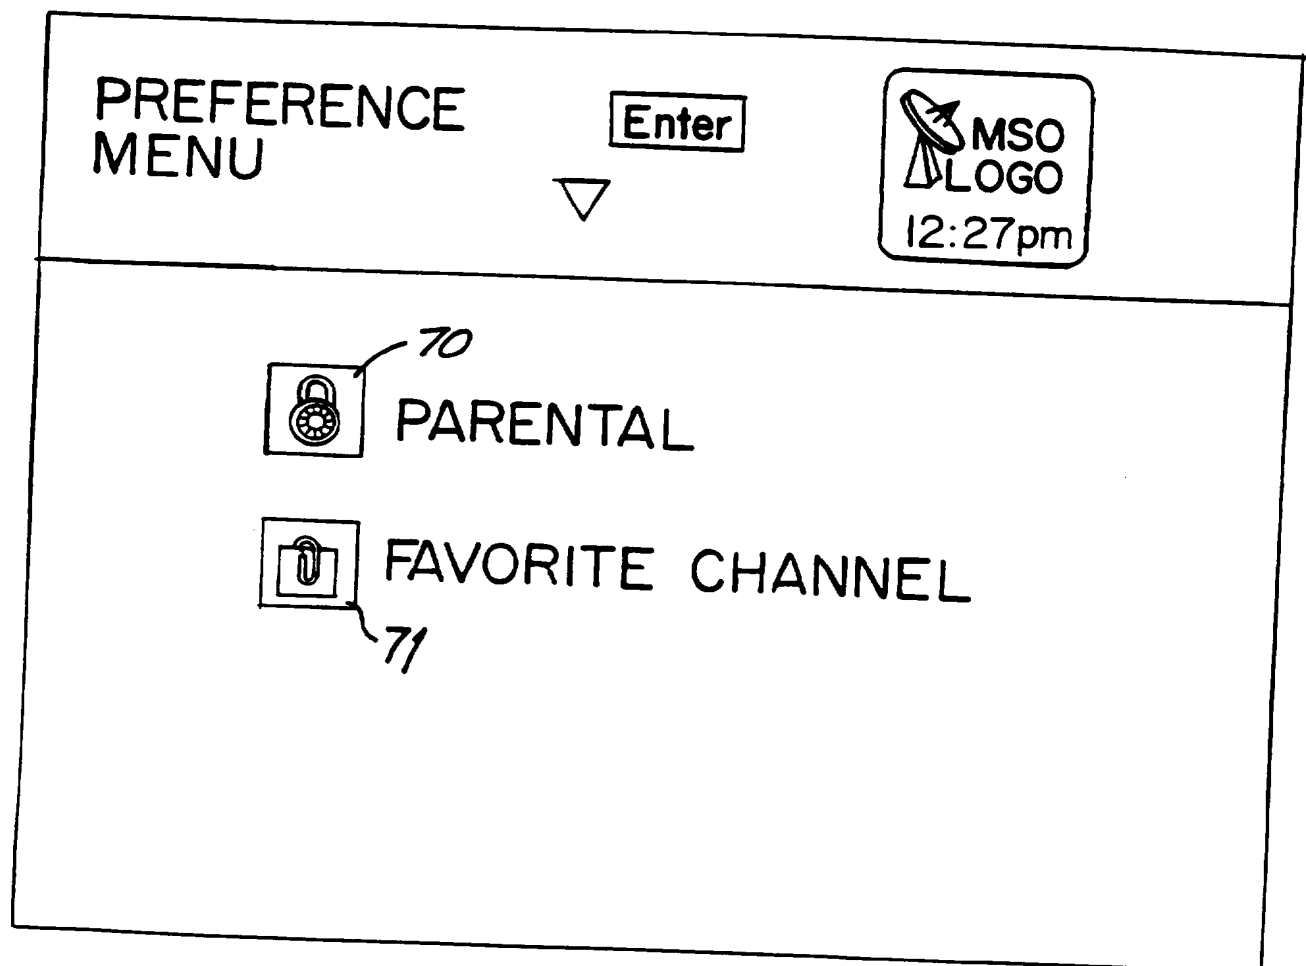 PREFERENCE
MENU
Enter
MSO
LOGO
12:27pm
70
PARENTAL
FAVORITE CHANNEL
71